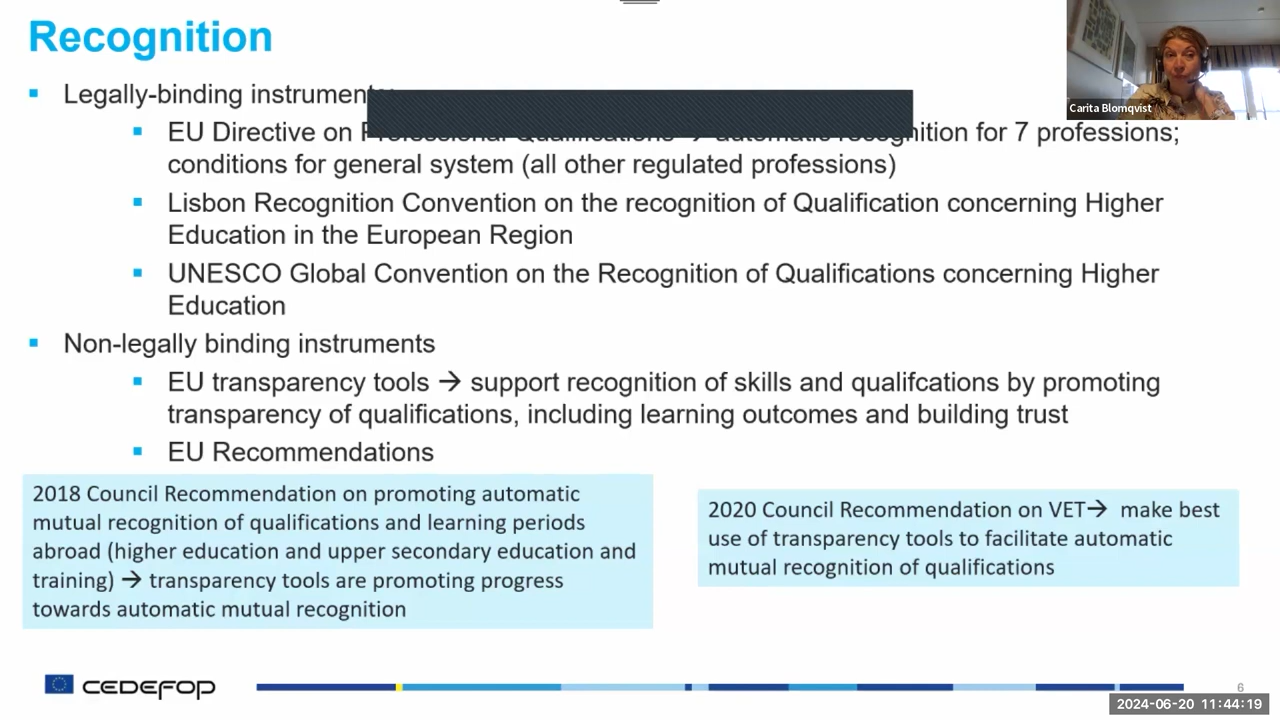 Recognition
Carita Blomqvist
Legally-binding instruments:
EU Directive on Professional Qualifications → automatic recognition for 7 professions;
conditions for general system (all other regulated professions)
Lisbon Recognition Convention on the recognition of Qualification concerning Higher
Education in the European Region
UNESCO Global Convention on the Recognition of Qualifications concerning Higher
Education
Non-legally binding instruments
EU transparency tools → support recognition of skills and qualifcations by promoting
transparency of qualifications, including learning outcomes and building trust
EU Recommendations
2018 Council Recommendation on promoting automatic
mutual recognition of qualifications and learning periods
abroad (higher education and upper secondary education and
training) → transparency tools are promoting progress
towards automatic mutual recognition
2020 Council Recommendation on VET→ make best
use of transparency tools to facilitate automatic
mutual recognition of qualifications
CEDEFOP
6
2024-06-20 11:44:19